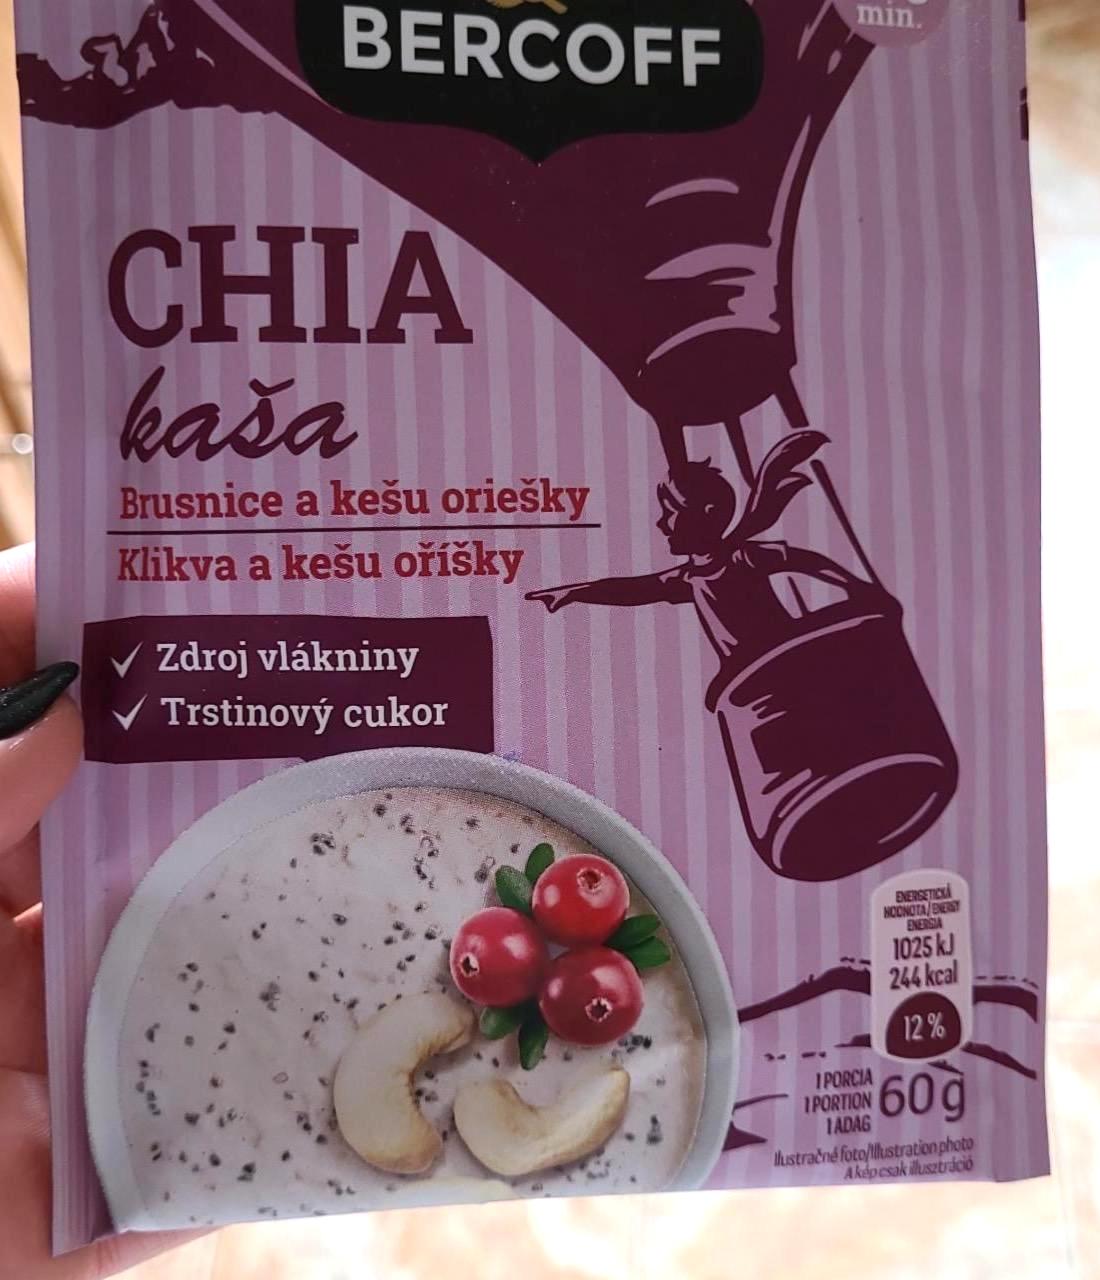 min.
BERCOFF
CHIA
kaša
Brusnice a kešu oriešky
Klikva a kešu oříšky
✓ Zdroj vlákniny
✓ Trstinový cukor
ENERGETICKÁ
HODNOTA/ENERGY
ENERGIA
1025 kJ
244 kcal
12 %
1 PORCIA
1 PORTION
1 ADAG
60 g
Ilustračné foto/Illustration photo
A kép csak illusztráció